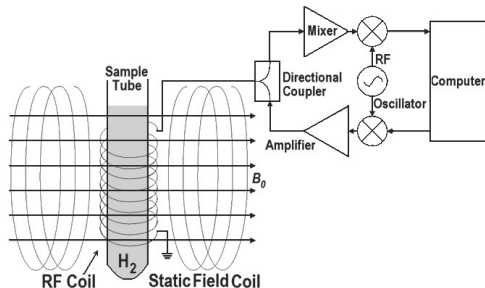 Mixer
Sample
Tube
RF
Directional
Coupler
Computer
Oscillator
Amplifier
B0
H2
RF Coil
Static Field Coil